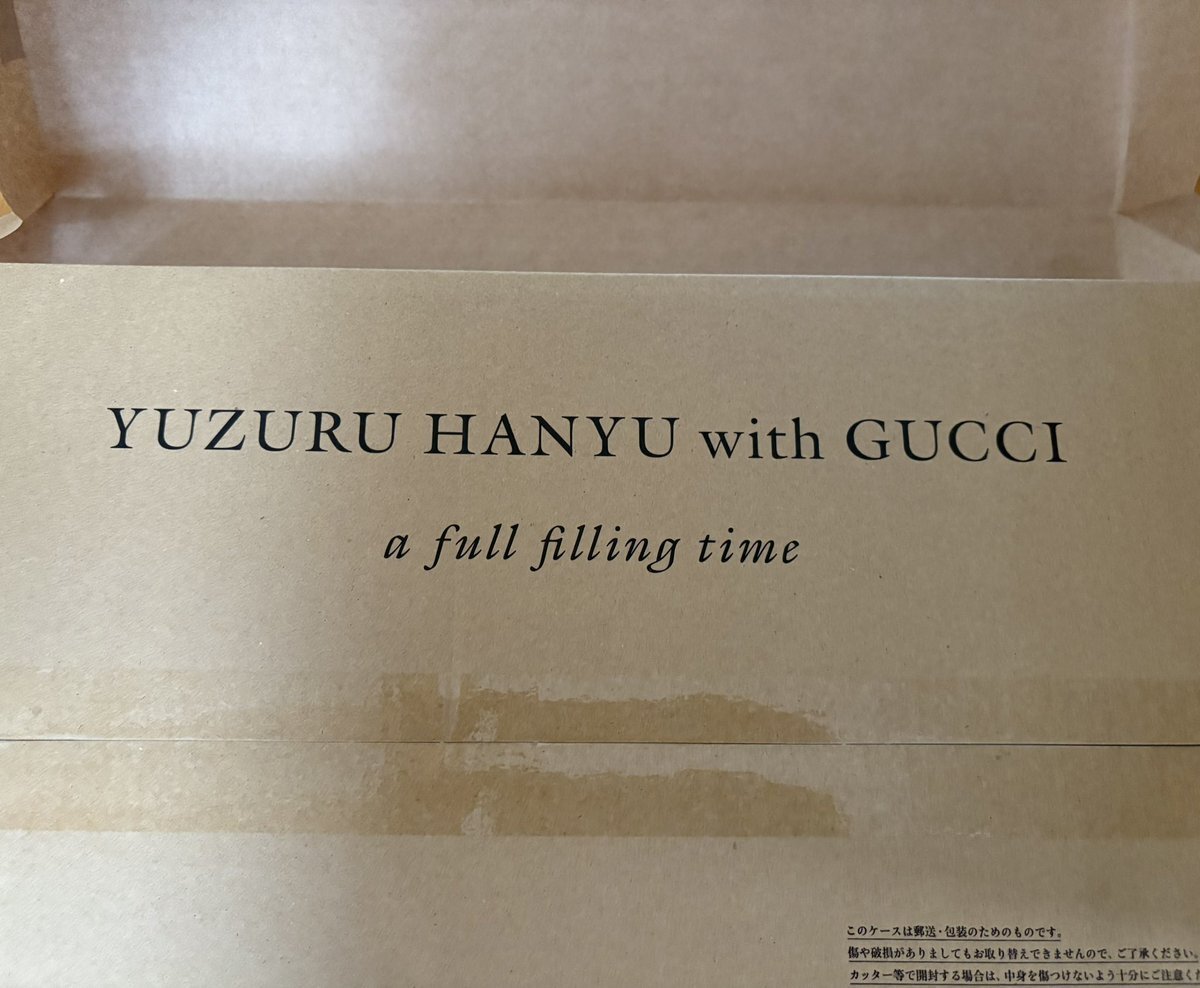 YUZURU HANYU with GUCCI
a full filling time
このケースは郵送・包装のためのものです。
傷や破損がありましてもお取り替えできませんので、ご了承ください。
カッター等で開封する場合は、中身を傷つけないよう十分にご注意くだ